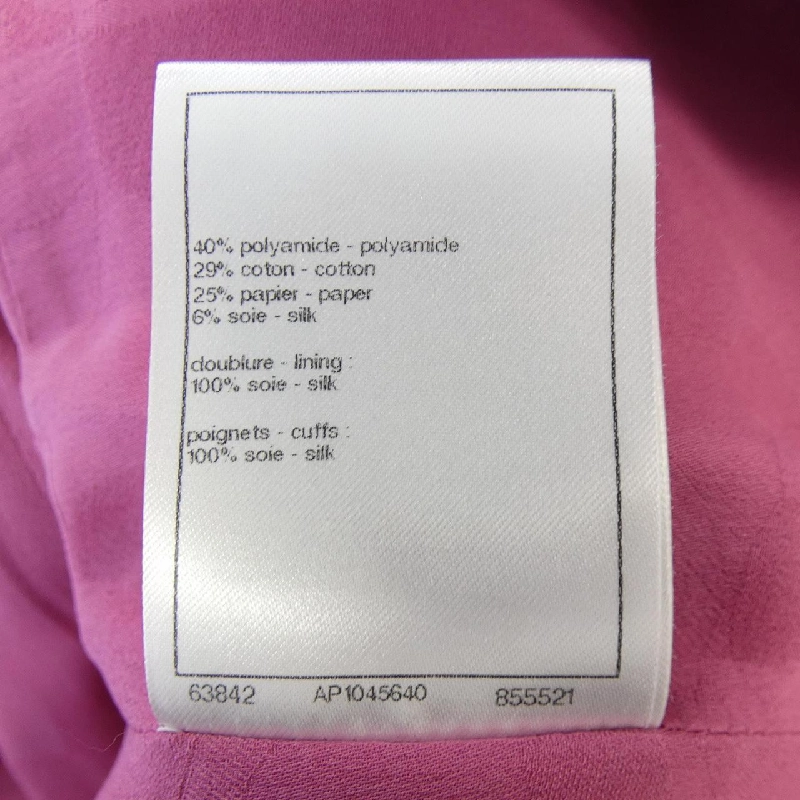 40% polyamide - polyamide
29% coton - cotton
25% papier - paper
6% soie - silk
doublure - lining :
100% soie - silk
poignets - cuffs :
100% soie - silk
63842 AP1045640 855521